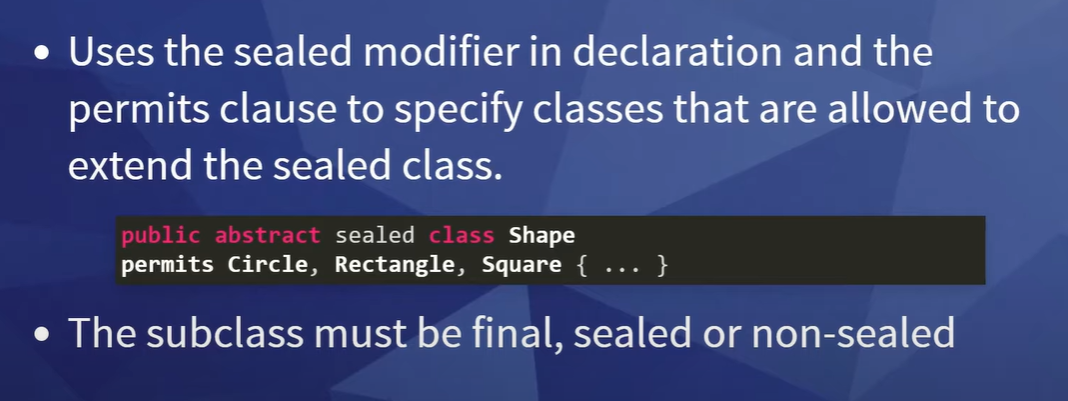 • Uses the sealed modifier in declaration and the
permits clause to specify classes that are allowed to
extend the sealed class.
public abstract sealed class Shape
permits Circle, Rectangle, Square { ... }
• The subclass must be final, sealed or non-sealed